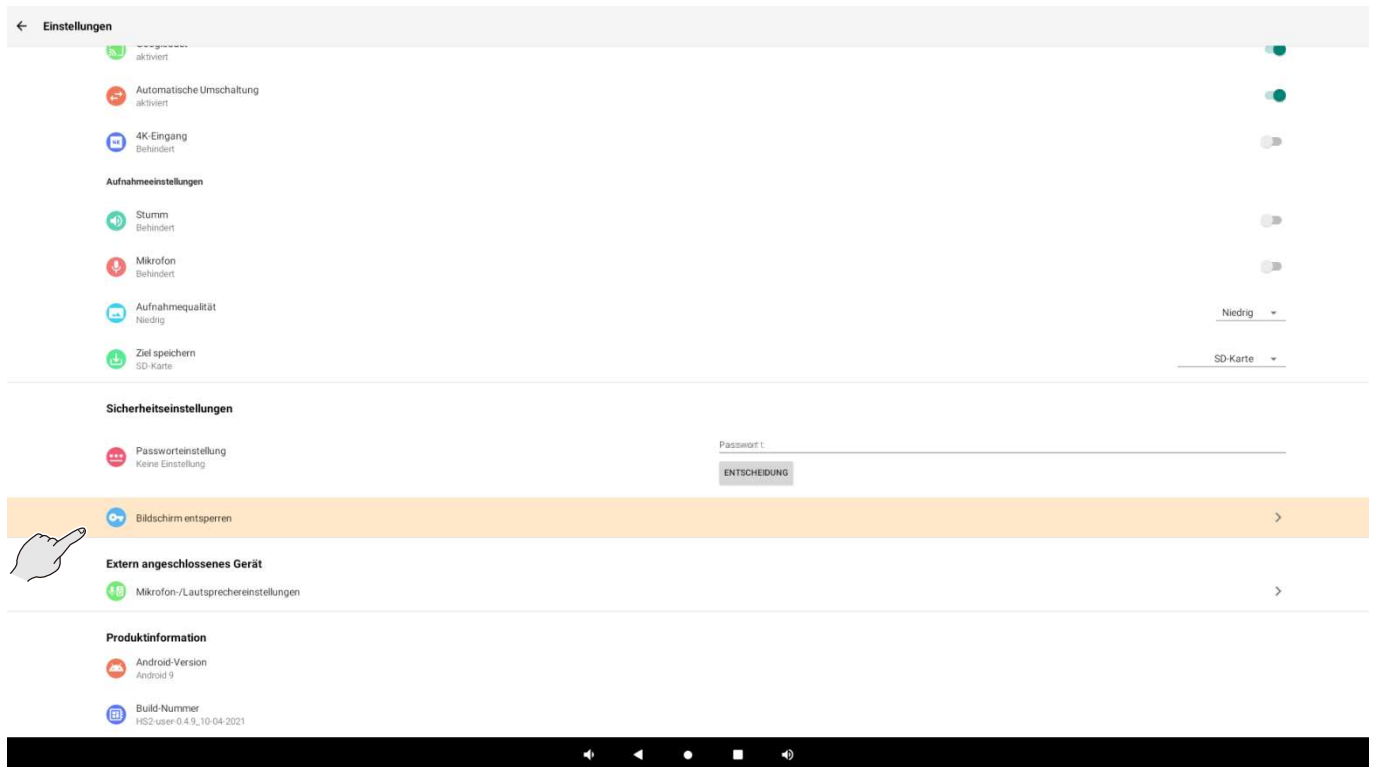 Einstellungen
aktiviert
Automatische Umschaltung
aktiviert
4K-Eingang
Behindert
Aufnahmeeinstellungen
Stumm
Behindert
Mikrofon
Behindert
Aufnahmequalität
Niedrig
Niedrig
Ziel speichern
SD-Karte
SD-Karte
Sicherheitseinstellungen
Passworteinstellung
Keine Einstellung
Passwort t
ENTSCHEIDUNG
Bildschirm entsperren
Extern angeschlossenes Gerät
Mikrofon-/Lautsprechereinstellungen
Produktinformation
Android-Version
Android 9
Build-Nummer
HS2-user-0.4.9_10-04-2021